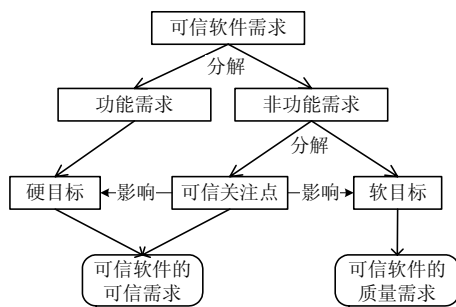 可信软件需求
分解
功能需求
非功能需求
分解
硬目标
影响
可信关注点
影响
软目标
可信软件的
可信需求
可信软件的
质量需求